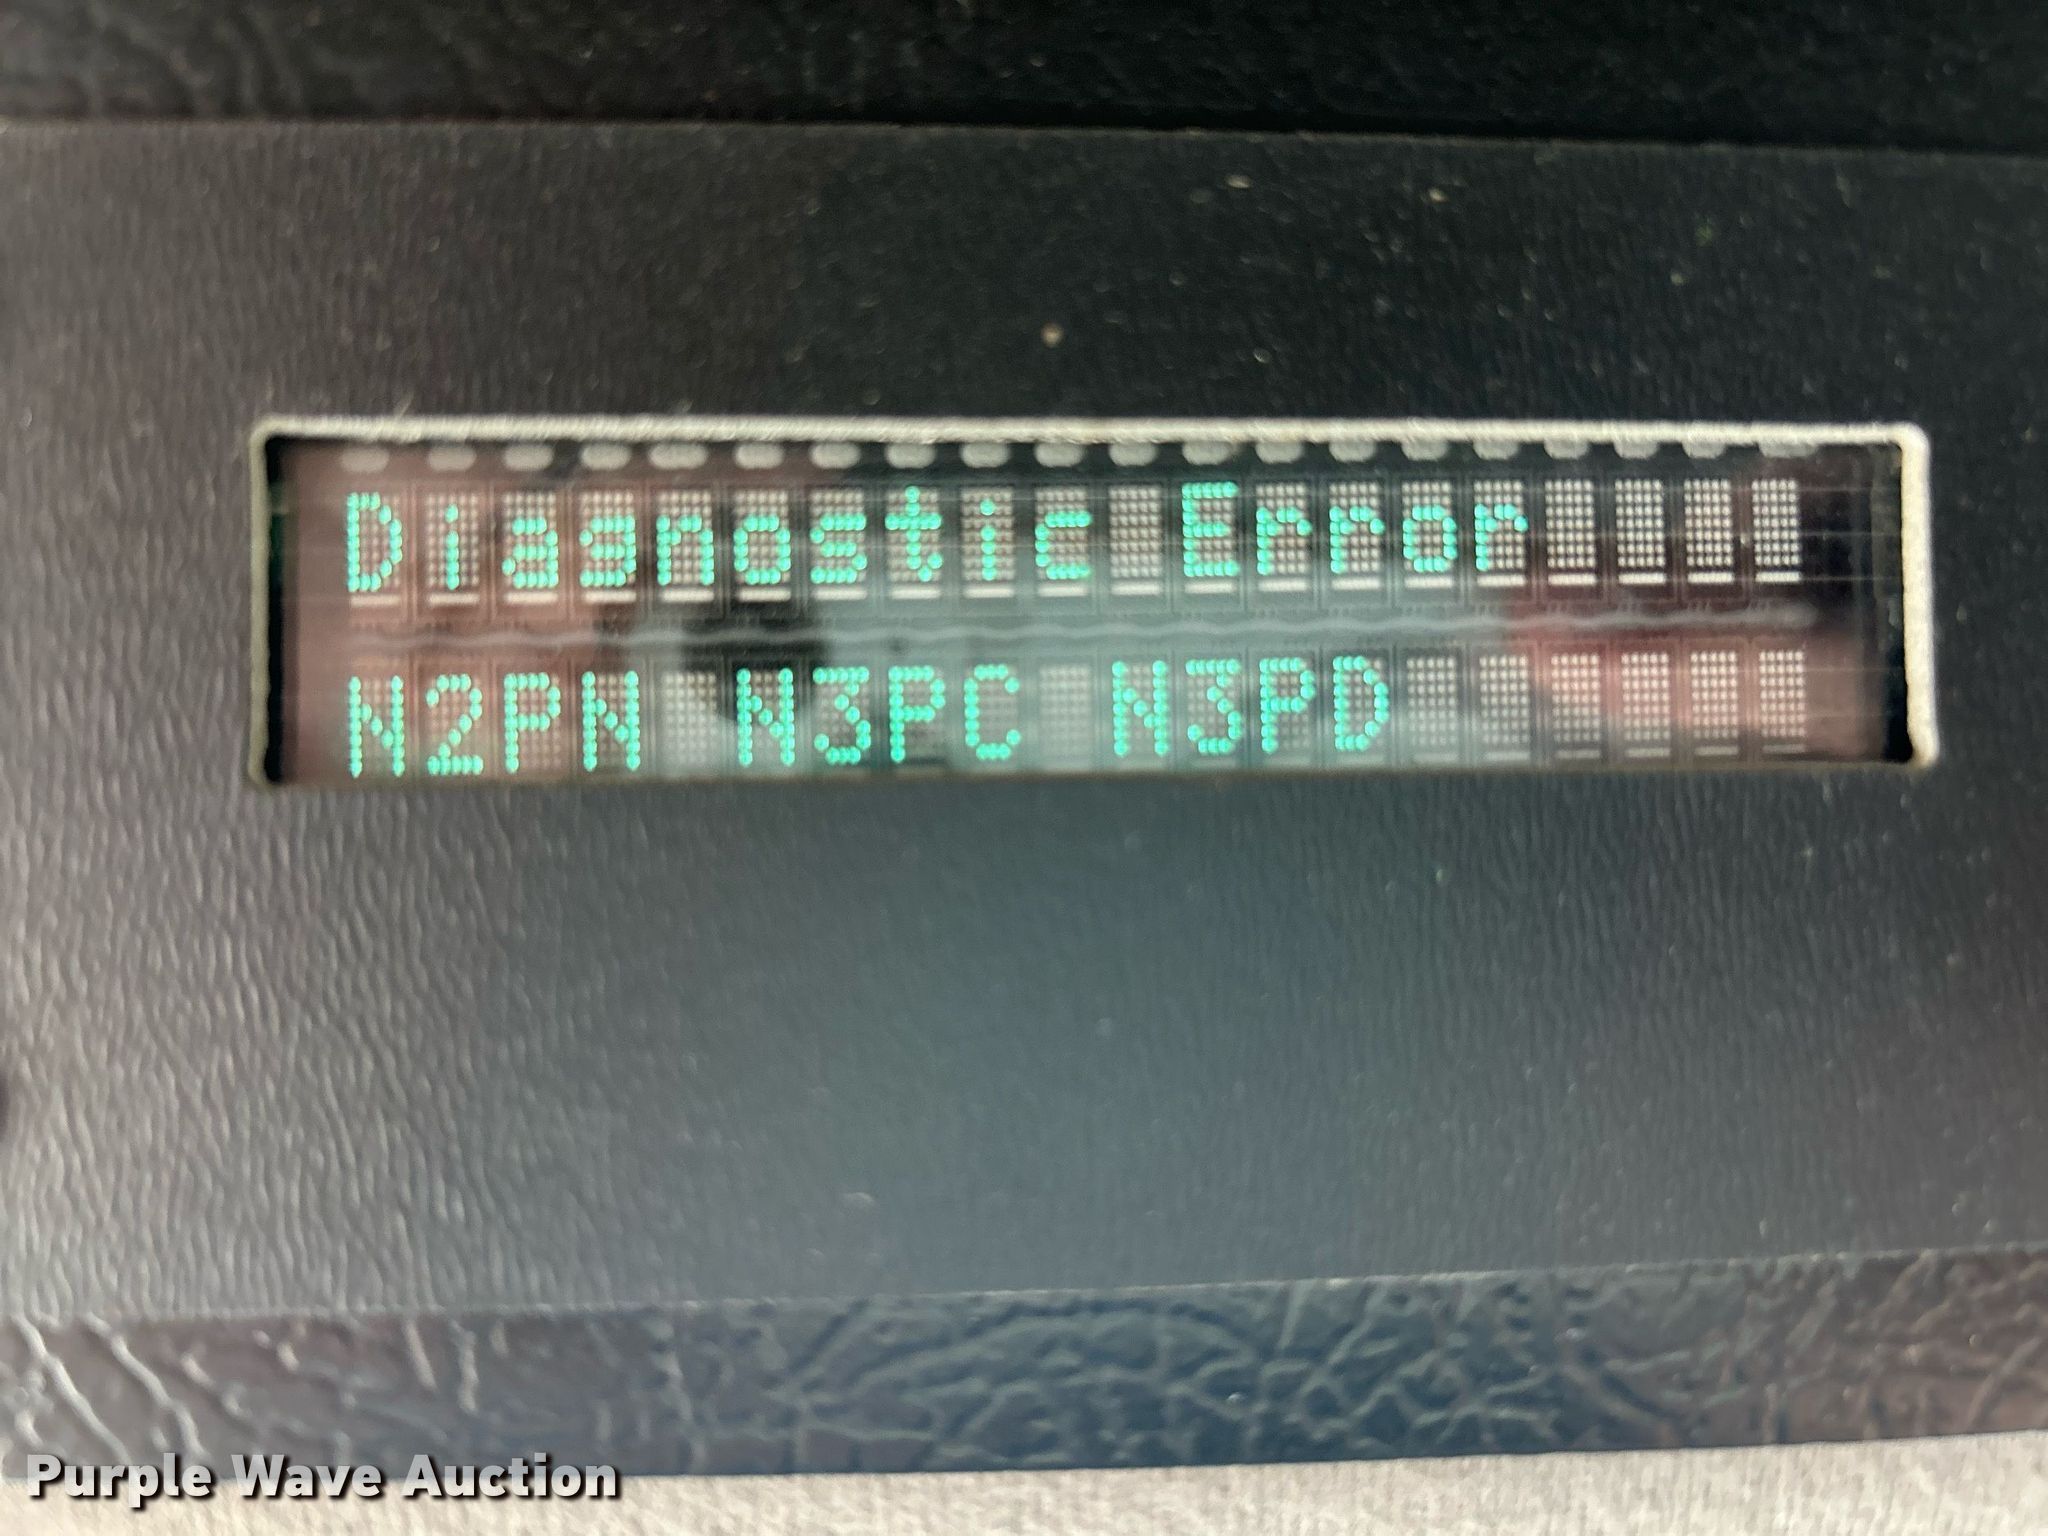 Diagnostic Error
N2PN N3PC N3PD
Purple Wave Auction